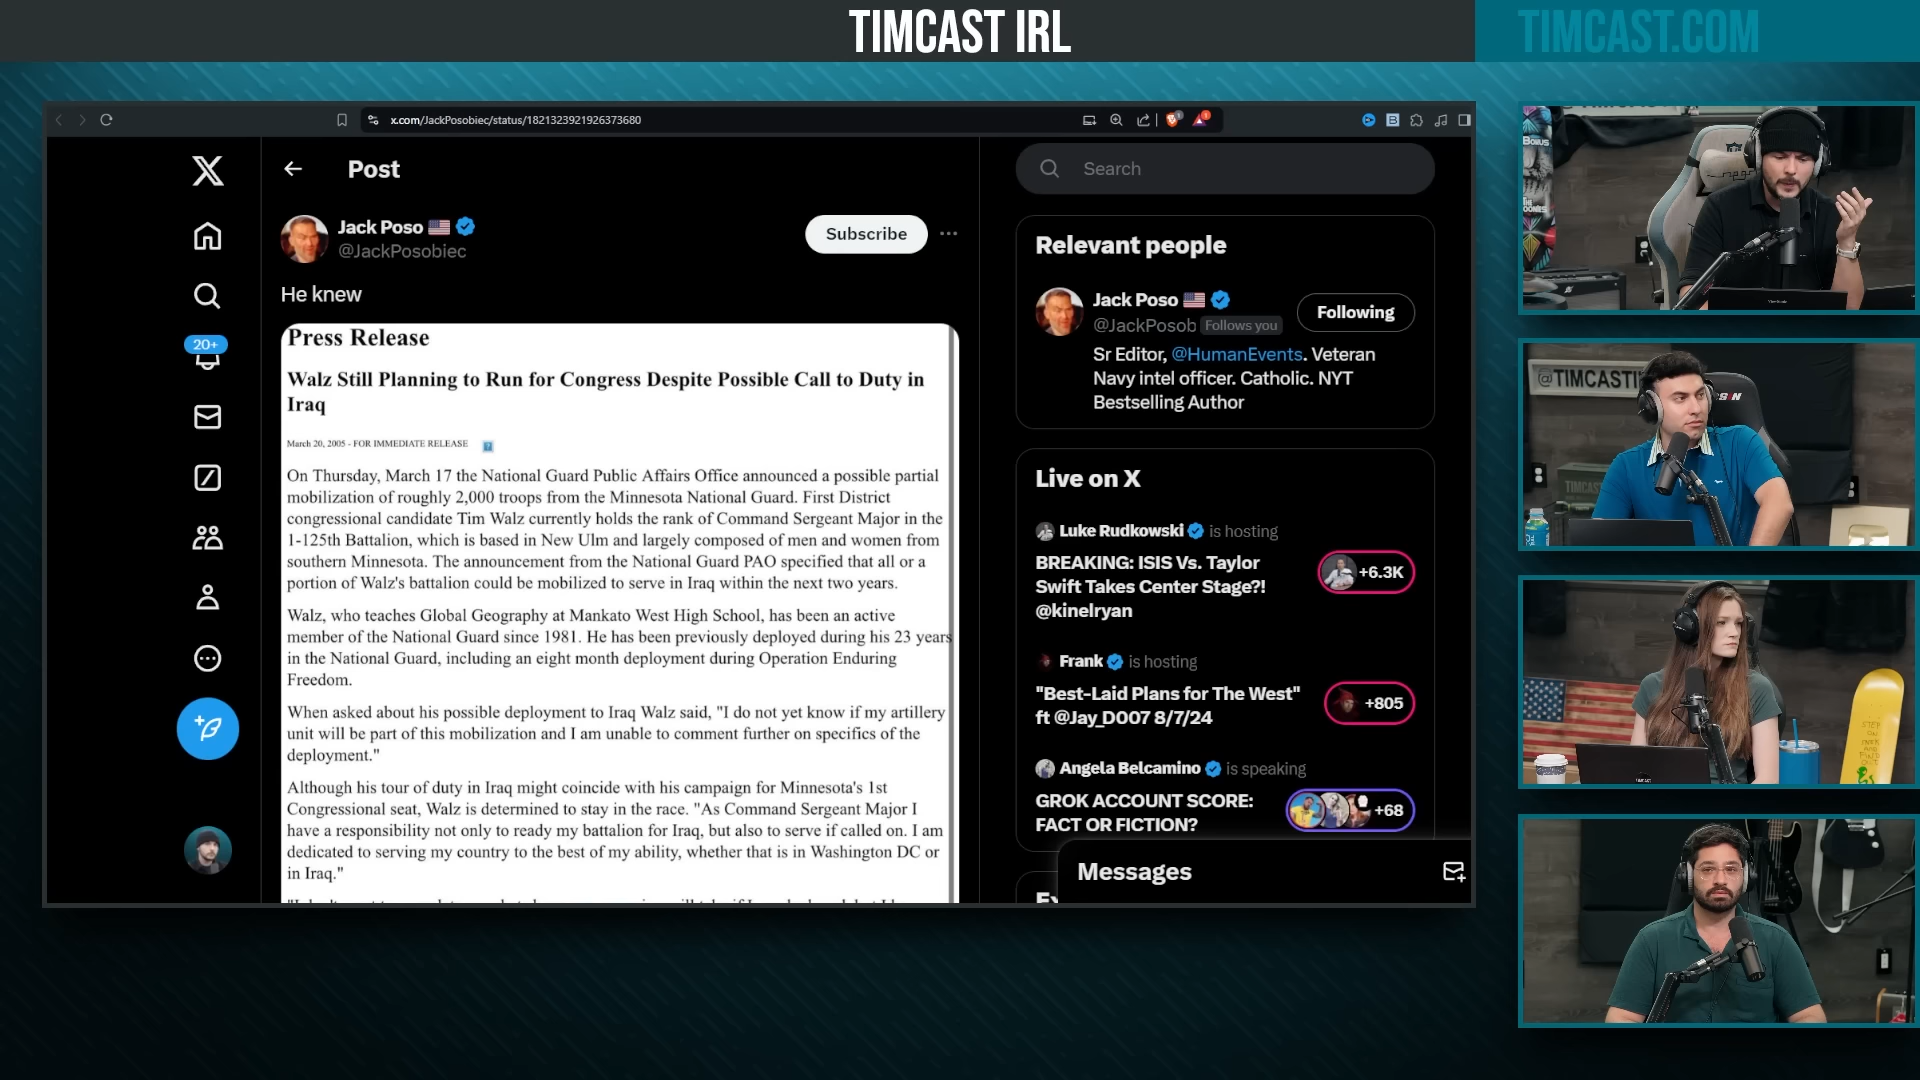 TIMCAST IRL
TIMCAST.COM
x.com/JackPosobiec/status/1821323921926373680
Post
Jack Poso
@JackPosobiec
Subscribe
He knew
Press Release
Walz Still Planning to Run for Congress Despite Possible Call to Duty in
Iraq
March 20, 2005 - FOR IMMEDIATE RELEASE
On Thursday, March 17 the National Guard Public Affairs Office announced a possible partial
mobilization of roughly 2,000 troops from the Minnesota National Guard. First District
congressional candidate Tim Walz currently holds the rank of Command Sergeant Major in the
1-125th Battalion, which is based in New Ulm and largely composed of men and women from
southern Minnesota. The announcement from the National Guard PAO specified that all or a
portion of Walz's battalion could be mobilized to serve in Iraq within the next two years.
Walz, who teaches Global Geography at Mankato West High School, has been an active
member of the National Guard since 1981. He has been previously deployed during his 23 years
in the National Guard, including an eight month deployment during Operation Enduring
Freedom.
When asked about his possible deployment to Iraq Walz said, "I do not yet know if my artillery
unit will be part of this mobilization and I am unable to comment further on specifics of the
deployment."
Although his tour of duty in Iraq might coincide with his campaign for Minnesota's 1st
Congressional seat, Walz is determined to stay in the race. "As Command Sergeant Major I
have a responsibility not only to ready my battalion for Iraq, but also to serve if called on. I am
dedicated to serving my country to the best of my ability, whether that is in Washington DC or
in Iraq."
20+
Search
Relevant people
Jack Poso
@JackPosob Follows you
Following
Sr Editor, @HumanEvents. Veteran
Navy intel officer. Catholic. NYT
Bestselling Author
Live on X
Luke Rudkowski is hosting
BREAKING: ISIS Vs. Taylor
Swift Takes Center Stage?!
@kinelryan
+6.3K
Frank is hosting
"Best-Laid Plans for The West"
ft @Jay_D007 8/7/24
+805
Angela Belcamino is speaking
GROK ACCOUNT SCORE:
FACT OR FICTION?
+68
Messages
@TIMCASTI